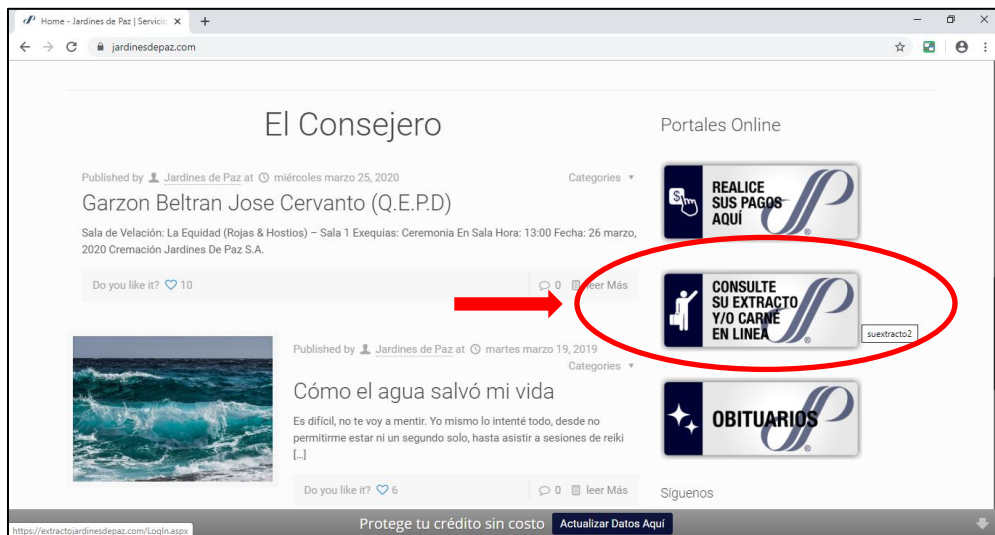 Home - Jardines de Paz | Servicio
jardinesdepaz.com
El Consejero
Published by Jardines de Paz at miércoles marzo 25, 2020
Categories
Garzon Beltran Jose Cervanto (Q.E.P.D)
Sala de Velación: La Equidad (Rojas & Hostios) – Sala 1 Exequias: Ceremonia En Sala Hora: 13:00 Fecha: 26 marzo,
2020 Cremación Jardines De Paz S.A.
Do you like it? 10
0 leer Más
Published by Jardines de Paz at martes marzo 19, 2019
Categories
Cómo el agua salvó mi vida
Es difícil, no te voy a mentir. Yo mismo lo intenté todo, desde no
permitirme estar ni un segundo solo, hasta asistir a sesiones de reiki
[...]
Do you like it? 6
0 leer Más
Portales Online
REALICE
SUS PAGOS
AQUÍ
CONSULTE
SU EXTRACTO
Y/O CARNÉ
EN LINEA
suextracto2
OBITUARIOS
Síguenos
Protege tu crédito sin costo Actualizar Datos Aquí
https://extractojardinesdepaz.com/LogIn.aspx